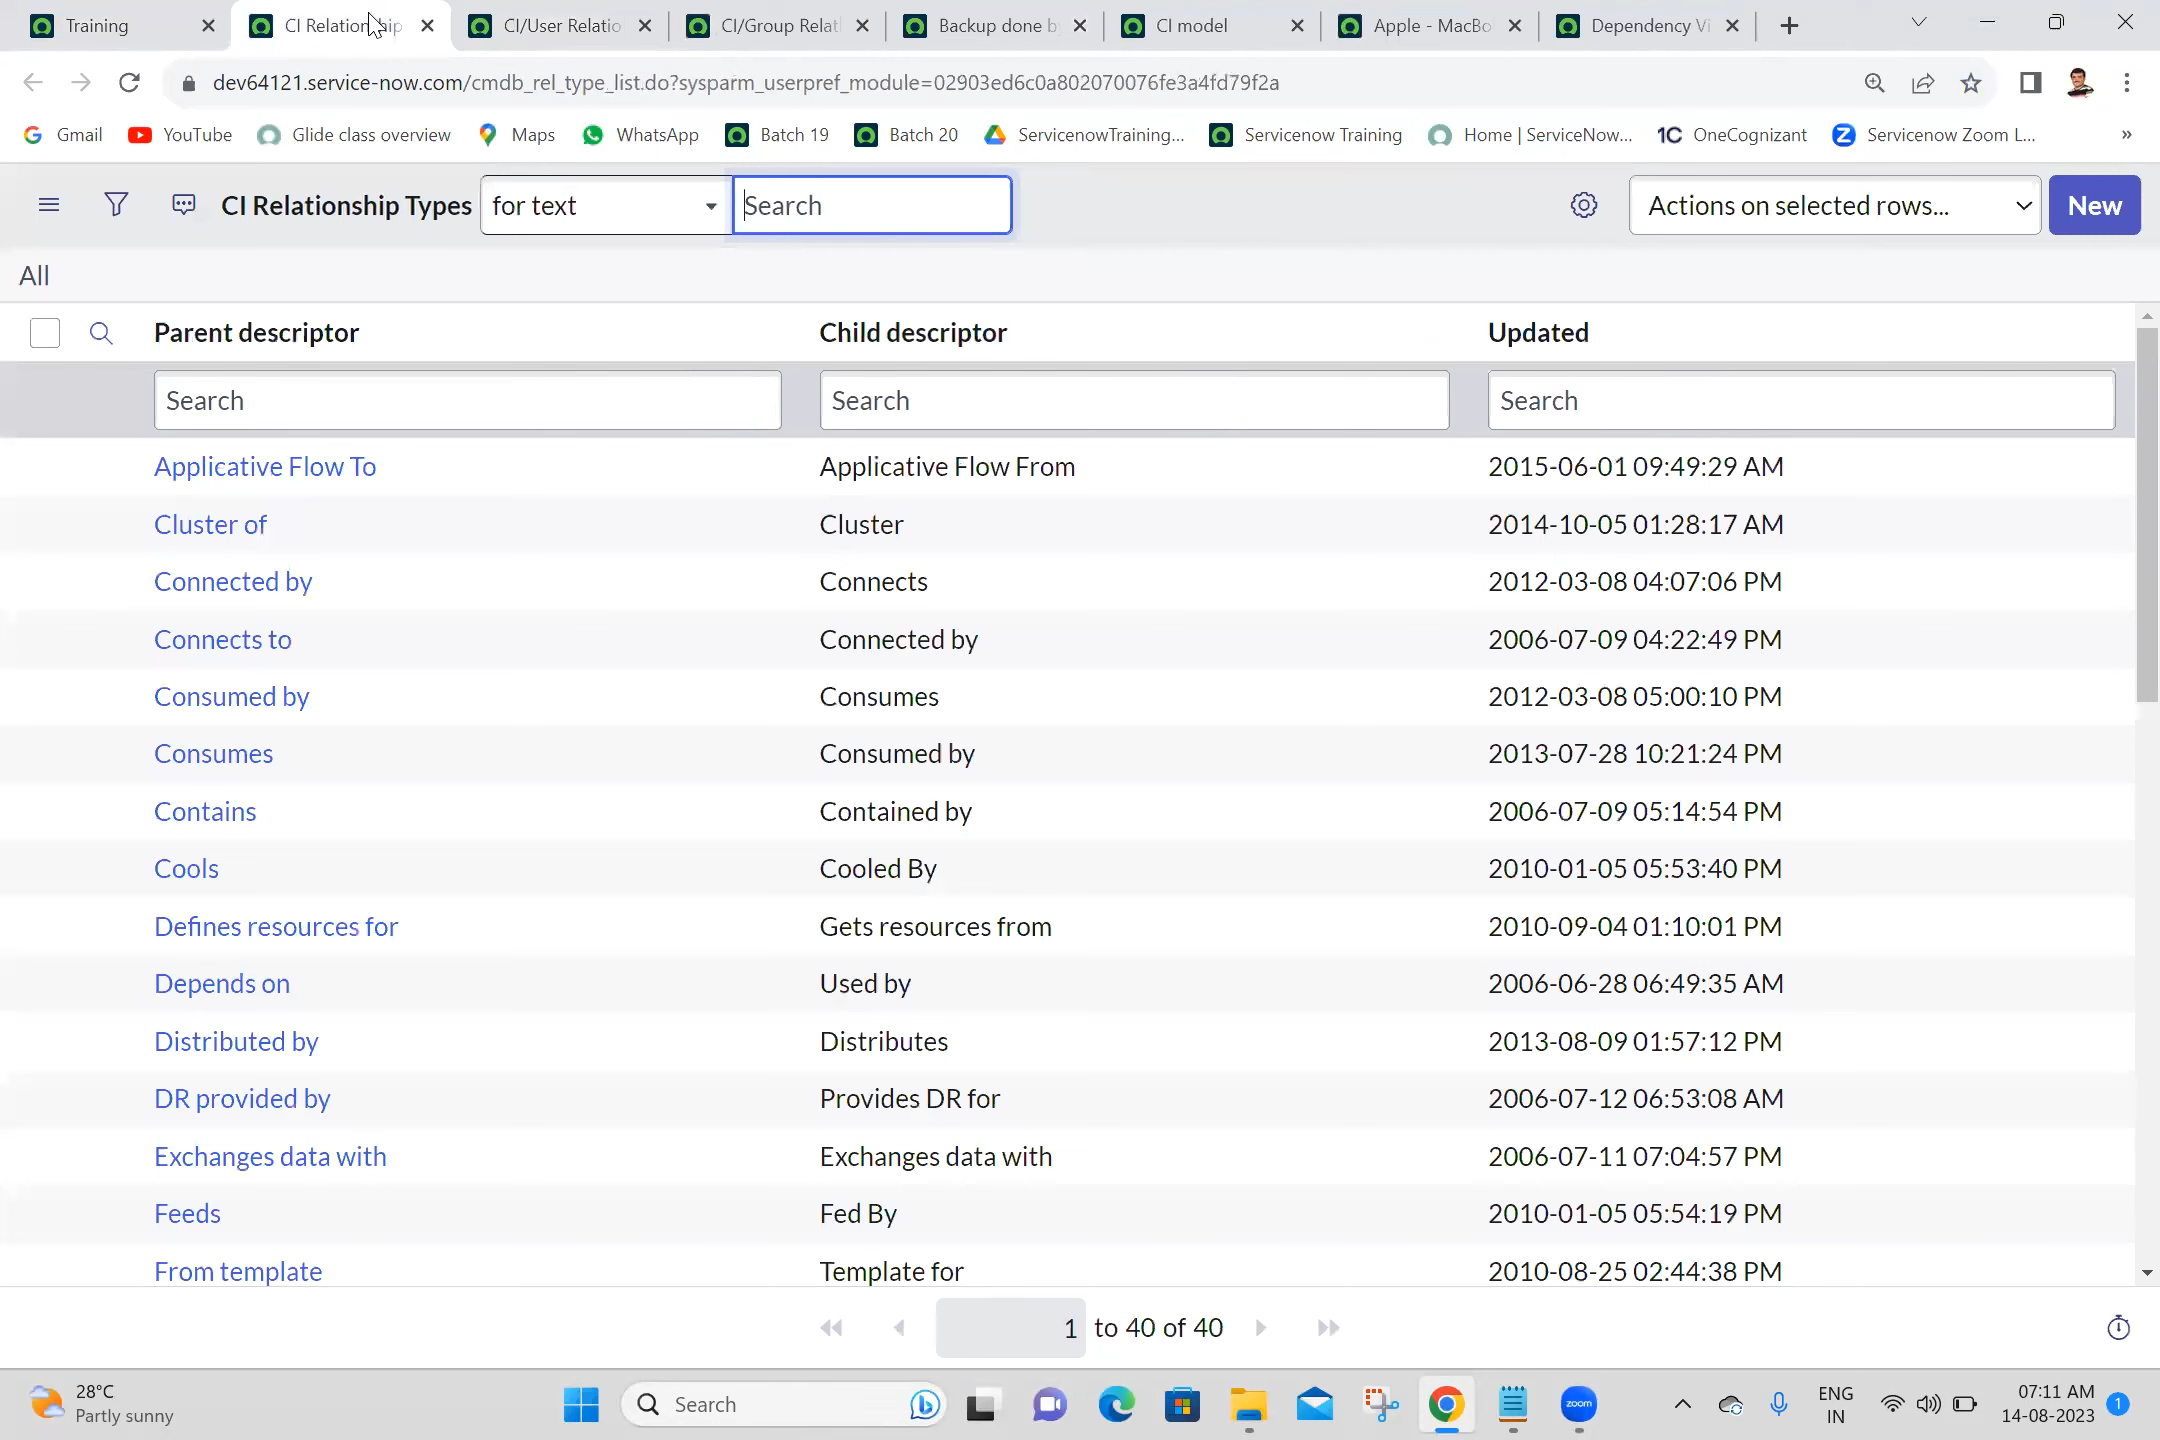 Training
CI Relationship
CI/User Relatio
CI/Group Relat
Backup done b
CI model
Apple - MacBo
Dependency Vi
dev64121.service-now.com/cmdb_rel_type_list.do?sysparm_userpref_module=02903ed6c0a802070076fe3a4fd79f2a
Gmail
YouTube
Glide class overview
Maps
WhatsApp
Batch 19
Batch 20
ServicenowTraining...
Servicenow Training
Home | ServiceNow...
1C OneCognizant
Servicenow Zoom L...
»
CI Relationship Types
for text
Search
Actions on selected rows...
New
All
Parent descriptor Child descriptor Updated
Search Search Search
Applicative Flow To Applicative Flow From 2015-06-01 09:49:29 AM
Cluster of Cluster 2014-10-05 01:28:17 AM
Connected by Connects 2012-03-08 04:07:06 PM
Connects to Connected by 2006-07-09 04:22:49 PM
Consumed by Consumes 2012-03-08 05:00:10 PM
Consumes Consumed by 2013-07-28 10:21:24 PM
Contains Contained by 2006-07-09 05:14:54 PM
Cools Cooled By 2010-01-05 05:53:40 PM
Defines resources for Gets resources from 2010-09-04 01:10:01 PM
Depends on Used by 2006-06-28 06:49:35 AM
Distributed by Distributes 2013-08-09 01:57:12 PM
DR provided by Provides DR for 2006-07-12 06:53:08 AM
Exchanges data with Exchanges data with 2006-07-11 07:04:57 PM
Feeds Fed By 2010-01-05 05:54:19 PM
From template Template for 2010-08-25 02:44:38 PM
1 to 40 of 40
28°C
Partly sunny
Search
zoom
ENG
IN
07:11 AM
14-08-2023
1